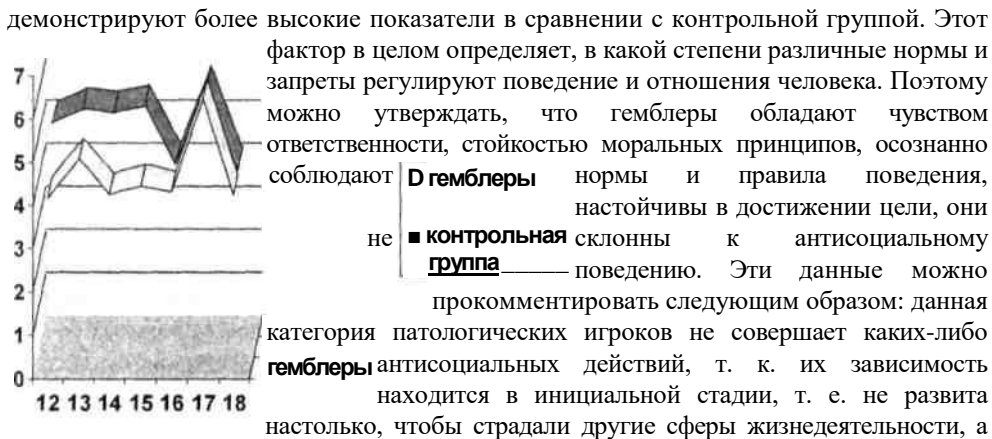 демонстрируют более высокие показатели в сравнении с контрольной группой. Этот
фактор в целом определяет, в какой степени различные нормы и
запреты регулируют поведение и отношения человека. Поэтому
можно утверждать, что гемблеры обладают чувством
ответственности, стойкостью моральных принципов, осознанно
соблюдают D гемблеры нормы и правила поведения,
настойчивы в достижении цели, они
не ■ контрольная склонны к антисоциальному
группа_____ поведению. Эти данные можно
прокомментировать следующим образом: данная
категория патологических игроков не совершает каких-либо
гемблеры антисоциальных действий, т. к. их зависимость
находится в инициальной стадии, т. е. не развита
настолько, чтобы страдали другие сферы жизнедеятельности, а
7
6
5
4
3
2
1
0
12 13 14 15 16 17 18